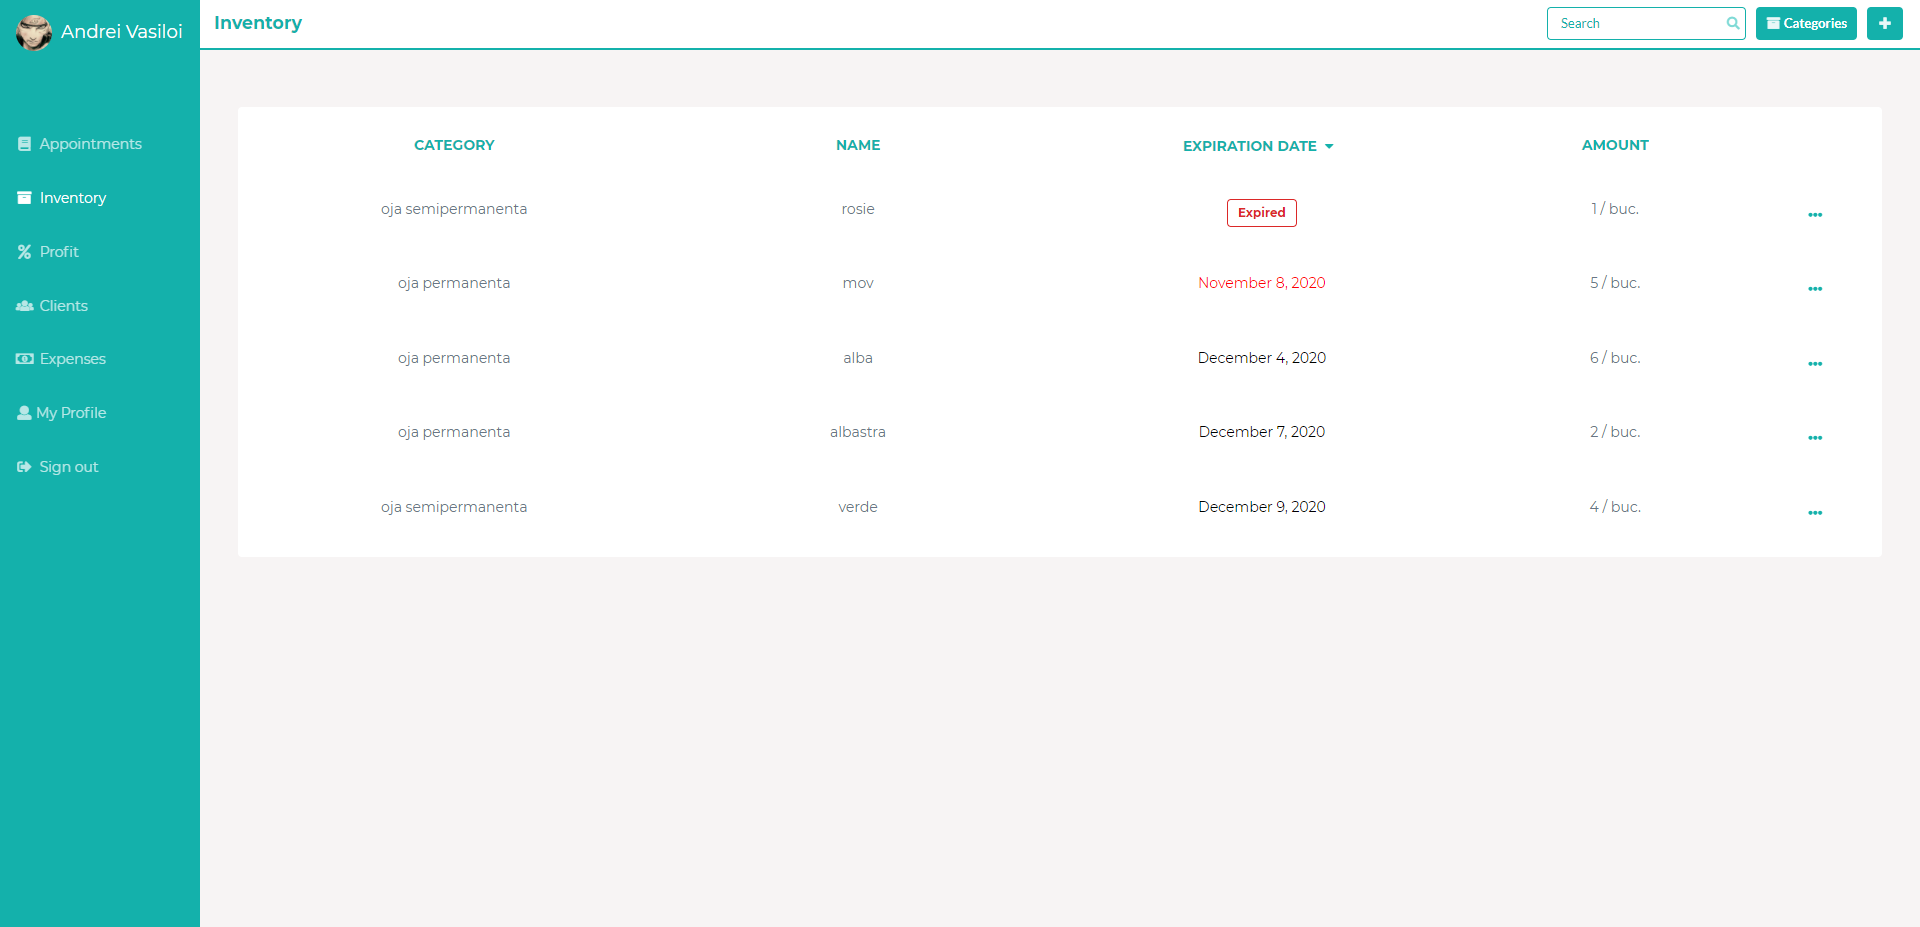 Andrei Vasiloi
Appointments
Inventory
Profit
Clients
Expenses
My Profile
Sign out
Inventory
Search
Categories
CATEGORY NAME EXPIRATION DATE AMOUNT
oja semipermanenta rosie Expired 1 / buc.
oja permanenta mov November 8, 2020 5 / buc.
oja permanenta alba December 4, 2020 6 / buc.
oja permanenta albastra December 7, 2020 2 / buc.
oja semipermanenta verde December 9, 2020 4 / buc.